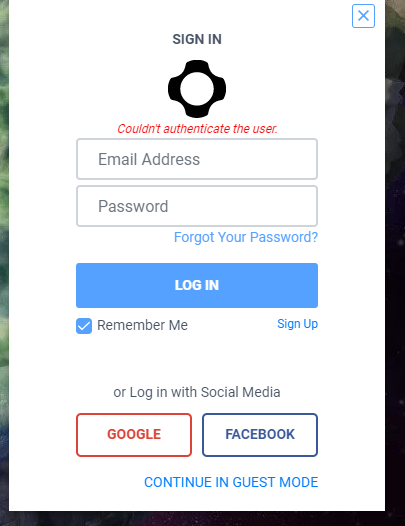 SIGN IN
Couldn't authenticate the user.
Email Address
Password
Forgot Your Password?
LOG IN
Remember Me
Sign Up
or Log in with Social Media
GOOGLE
FACEBOOK
CONTINUE IN GUEST MODE